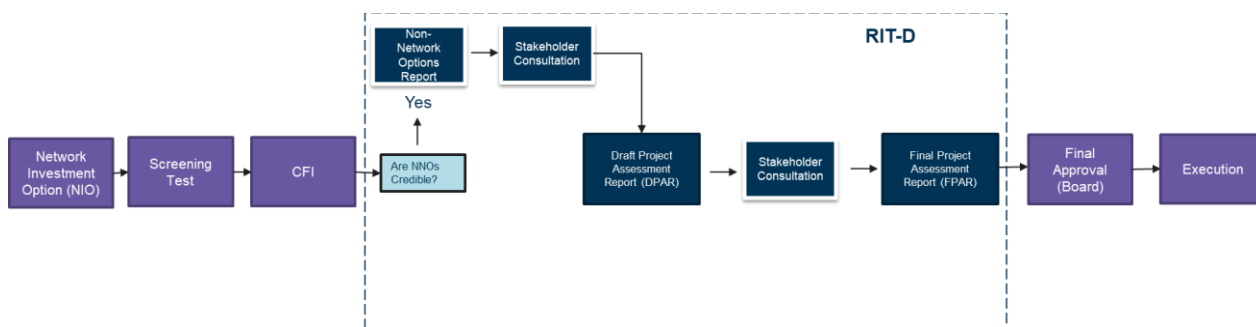 RIT-D
Non-
Network
Options
Report
Stakeholder
Consultation
Yes
Network
Investment
Option (NIO)
Screening
Test
CFI
Are NNOs
Credible?
Draft Project
Assessment
Report (DPAR)
Stakeholder
Consultation
Final Project
Assessment
Report (FPAR)
Final
Approval
(Board)
Execution